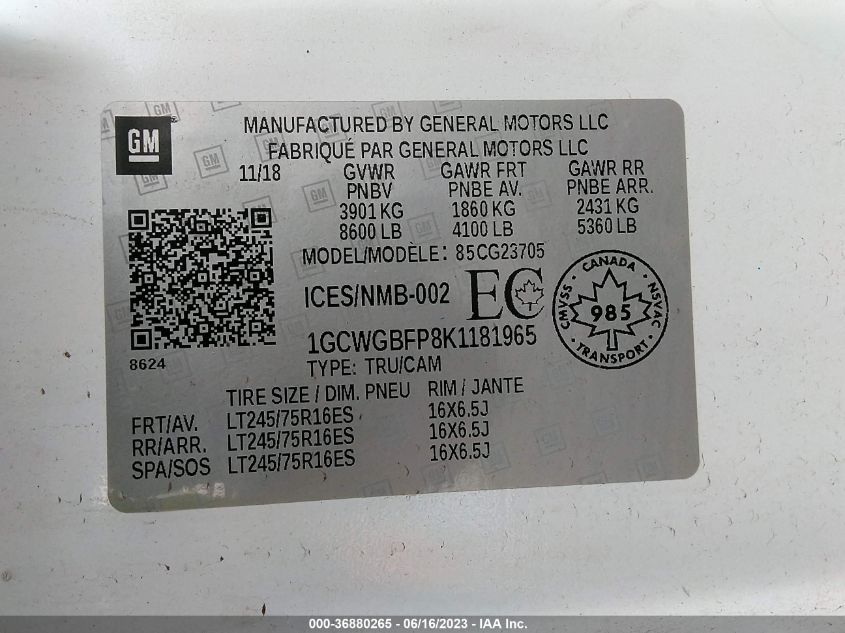 GM
MANUFACTURED BY GENERAL MOTORS LLC
FABRIQUÉ PAR GENERAL MOTORS LLC
11/18 GVWR GAWR FRT GAWR RR
PNBV PNBE AV. PNBE ARR.
3901 KG 1860 KG 2431 KG
8600 LB 4100 LB 5360 LB
MODEL/MODÈLE: 85CG23705
ICES/NMB-002 EC
CANADA
CMVSS 985 NSVAC
TRANSPORT
1GCWGBFP8K1181965
8624 TYPE: TRU/CAM
TIRE SIZE / DIM. PNEU RIM / JANTE
FRT/AV. LT245/75R16ES 16X6.5J
RR/ARR. LT245/75R16ES 16X6.5J
SPA/SOS LT245/75R16ES 16X6.5J
000-36880265 - 06/16/2023 - IAA Inc.